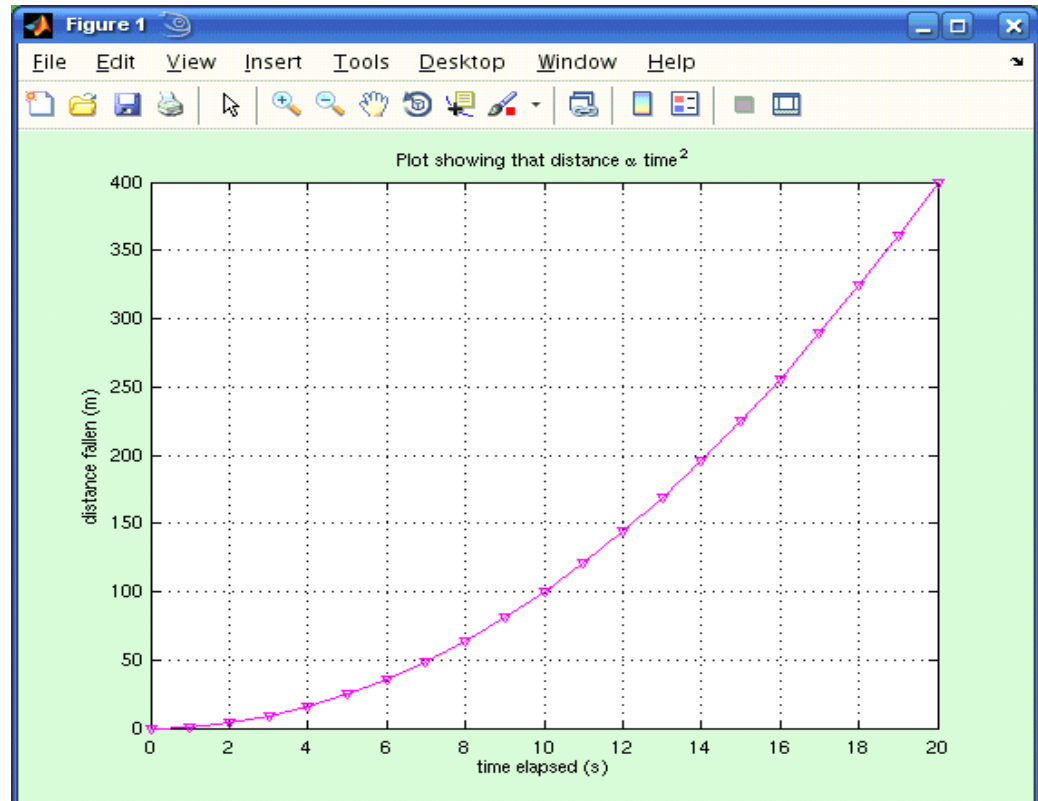 Figure 1
File Edit View Insert Tools Desktop Window Help
Plot showing that distance α time²
400
350
300
250
200
150
100
50
0
distance fallen (m)
0 2 4 6 8 10 12 14 16 18 20
time elapsed (s)